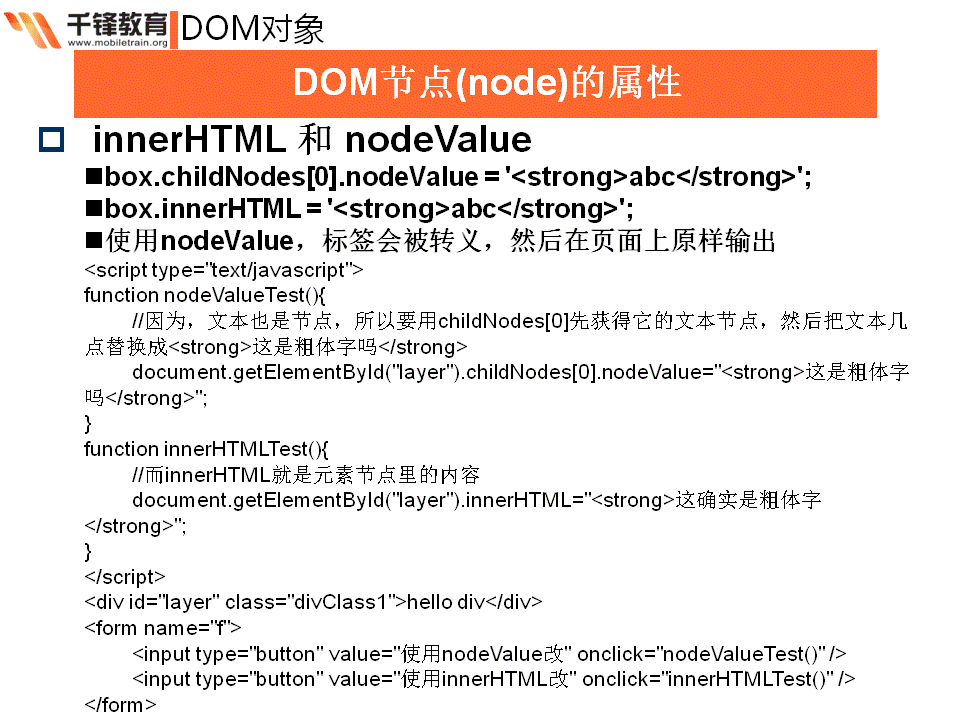 千锋教育
www.mobiletrain.org
DOM对象
DOM节点(node)的属性
innerHTML 和 nodeValue
box.childNodes[0].nodeValue = '<strong>abc</strong>';
box.innerHTML = '<strong>abc</strong>';
使用nodeValue，标签会被转义，然后在页面上原样输出
<script type="text/javascript">
function nodeValueTest(){
//因为，文本也是节点，所以要用childNodes[0]先获得它的文本节点，然后把文本几
点替换成<strong>这是粗体字吗</strong>
document.getElementById("layer").childNodes[0].nodeValue="<strong>这是粗体字
吗</strong>";
}
function innerHTMLTest(){
//而innerHTML就是元素节点里的内容
document.getElementById("layer").innerHTML="<strong>这确实是粗体字
</strong>";
}
</script>
<div id="layer" class="divClass1">hello div</div>
<form name="f">
<input type="button" value="使用nodeValue改" onclick="nodeValueTest()" />
<input type="button" value="使用innerHTML改" onclick="innerHTMLTest()" />
</form>